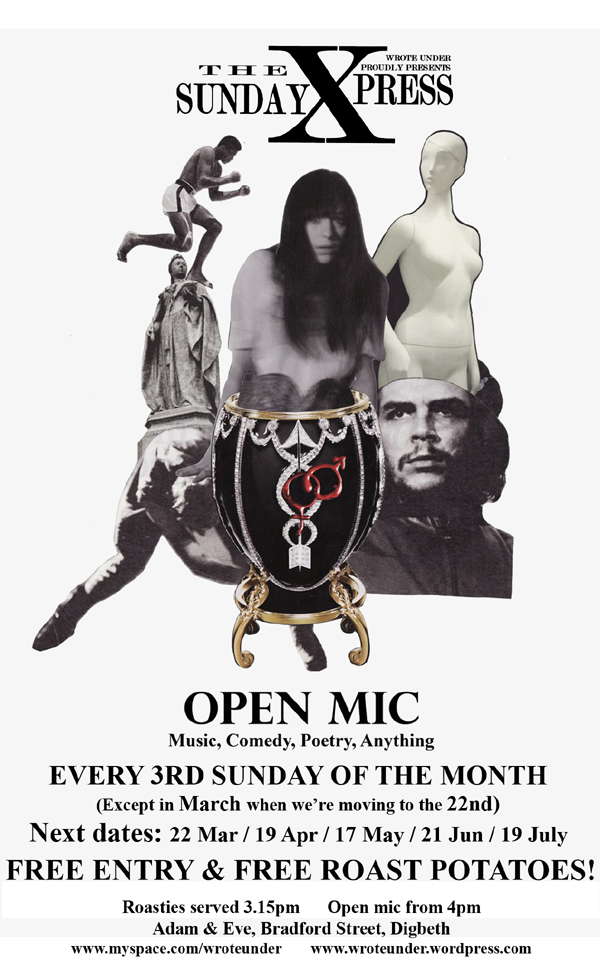 THE
SUNDAY XPRESS
WROTE UNDER
PROUDLY PRESENTS
OPEN MIC
Music, Comedy, Poetry, Anything
EVERY 3RD SUNDAY OF THE MONTH
(Except in March when we're moving to the 22nd)
Next dates: 22 Mar / 19 Apr / 17 May / 21 Jun / 19 July
FREE ENTRY & FREE ROAST POTATOES!
Roasties served 3.15pm Open mic from 4pm
Adam & Eve, Bradford Street, Digbeth
www.myspace.com/wroteunder www.wroteunder.wordpress.com